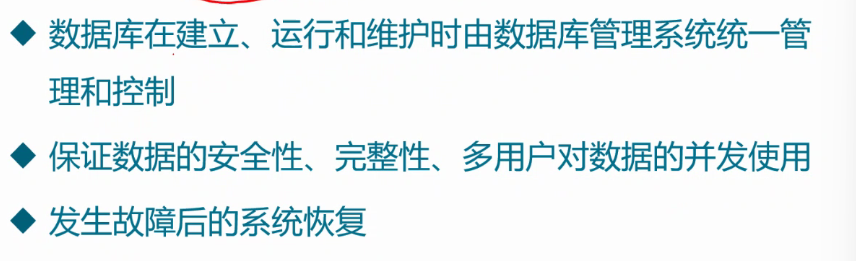 ◆ 数据库在建立、运行和维护时由数据库管理系统统一管
理和控制
◆ 保证数据的安全性、完整性、多用户对数据的并发使用
◆ 发生故障后的系统恢复